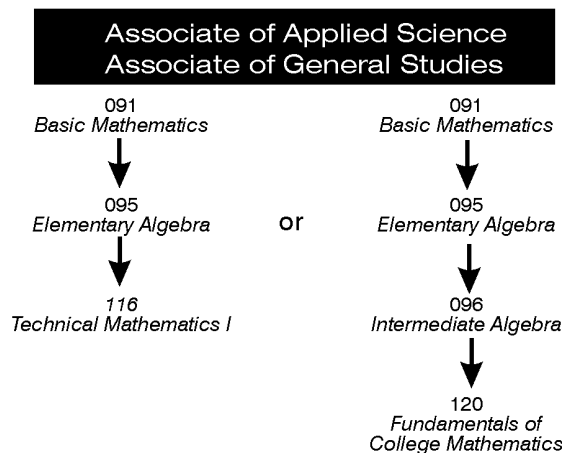 Associate of Applied Science
Associate of General Studies
091
Basic Mathematics
095
Elementary Algebra
116
Technical Mathematics I
or
091
Basic Mathematics
095
Elementary Algebra
096
Intermediate Algebra
120
Fundamentals of
College Mathematics